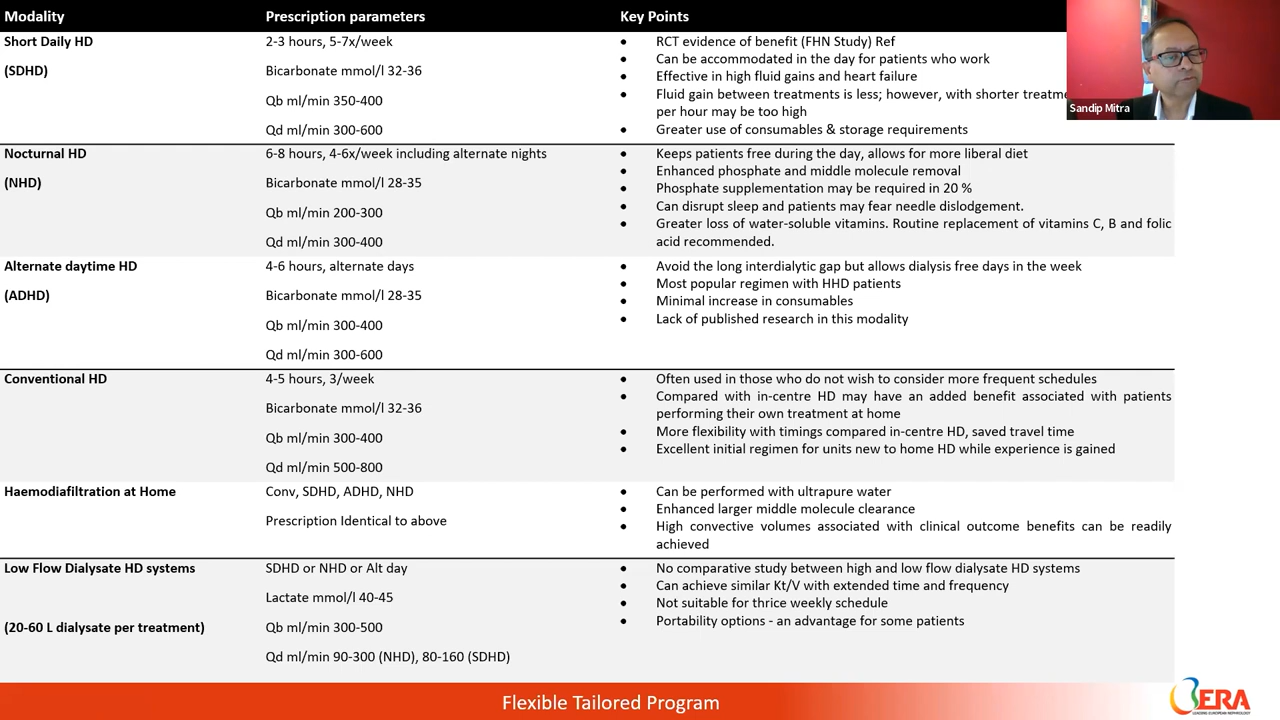 Modality Prescription parameters Key Points
Short Daily HD 2-3 hours, 5-7x/week • RCT evidence of benefit (FHN Study) Ref
• Can be accommodated in the day for patients who work
(SDHD) Bicarbonate mmol/l 32-36 • Effective in high fluid gains and heart failure
Qb ml/min 350-400 • Fluid gain between treatments is less; however, with shorter
per hour may be too high
Qd ml/min 300-600 • Greater use of consumables & storage requirements
Sandip Mitra
Nocturnal HD 6-8 hours, 4-6x/week including alternate nights • Keeps patients free during the day, allows for more liberal diet
• Enhanced phosphate and middle molecule removal
(NHD) Bicarbonate mmol/l 28-35 • Phosphate supplementation may be required in 20 %
Qb ml/min 200-300 • Can disrupt sleep and patients may fear needle dislodgement.
• Greater loss of water-soluble vitamins. Routine replacement of vitamins C, B and folic
Qd ml/min 300-400 acid recommended.
Alternate daytime HD 4-6 hours, alternate days • Avoid the long interdialytic gap but allows dialysis free days in the week
• Most popular regimen with HHD patients
(ADHD) Bicarbonate mmol/l 28-35 • Minimal increase in consumables
Qb ml/min 300-400 • Lack of published research in this modality
Qd ml/min 300-600
Conventional HD 4-5 hours, 3/week • Often used in those who do not wish to consider more frequent schedules
• Compared with in-centre HD may have an added benefit associated with patients
Bicarbonate mmol/l 32-36 performing their own treatment at home
Qb ml/min 300-400 • More flexibility with timings compared in-centre HD, saved travel time
• Excellent initial regimen for units new to home HD while experience is gained
Qd ml/min 500-800
Haemodiafiltration at Home Conv, SDHD, ADHD, NHD • Can be performed with ultrapure water
• Enhanced larger middle molecule clearance
Prescription Identical to above • High convective volumes associated with clinical outcome benefits can be readily
achieved
Low Flow Dialysate HD systems SDHD or NHD or Alt day • No comparative study between high and low flow dialysate HD systems
• Can achieve similar Kt/V with extended time and frequency
Lactate mmol/l 40-45 • Not suitable for thrice weekly schedule
(20-60 L dialysate per treatment) Qb ml/min 300-500 • Portability options - an advantage for some patients
Qd ml/min 90-300 (NHD), 80-160 (SDHD)
Flexible Tailored Program
ERA
LEADING EUROPEAN NEPHROLOGY